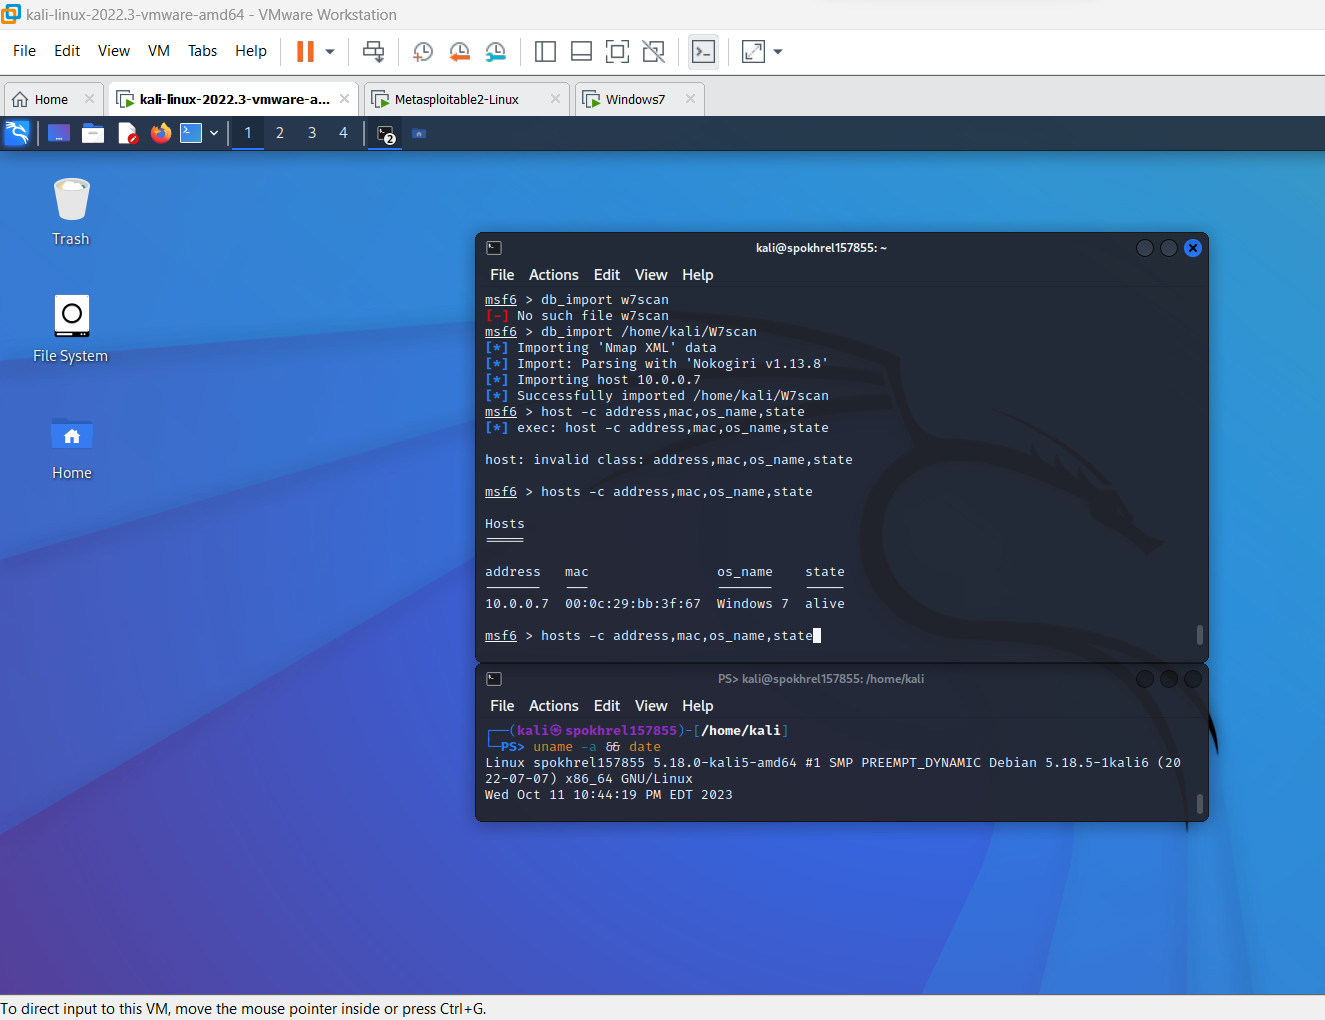 kali-linux-2022.3-vmware-amd64 - VMware Workstation
File Edit View VM Tabs Help
Home kali-linux-2022.3-vmware-a... Metasploitable2-Linux Windows7
1 2 3 4 2
Trash
File System
Home
kali@spokhrel157855: ~
File Actions Edit View Help
msf6 > db_import w7scan
[-] No such file w7scan
msf6 > db_import /home/kali/W7scan
[*] Importing 'Nmap XML' data
[*] Import: Parsing with 'Nokogiri v1.13.8'
[*] Importing host 10.0.0.7
[*] Successfully imported /home/kali/W7scan
msf6 > host -c address,mac,os_name,state
[*] exec: host -c address,mac,os_name,state
host: invalid class: address,mac,os_name,state
msf6 > hosts -c address,mac,os_name,state
Hosts
=====
address mac os_name state
------- --- ------- -----
10.0.0.7 00:0c:29:bb:3f:67 Windows 7 alive
msf6 > hosts -c address,mac,os_name,state
PS> kali@spokhrel157855: /home/kali
File Actions Edit View Help
┌──(kali㉿spokhrel157855)-[/home/kali]
└─PS> uname -a && date
Linux spokhrel157855 5.18.0-kali5-amd64 #1 SMP PREEMPT_DYNAMIC Debian 5.18.5-1kali6 (20
22-07-07) x86_64 GNU/Linux
Wed Oct 11 10:44:19 PM EDT 2023
To direct input to this VM, move the mouse pointer inside or press Ctrl+G.